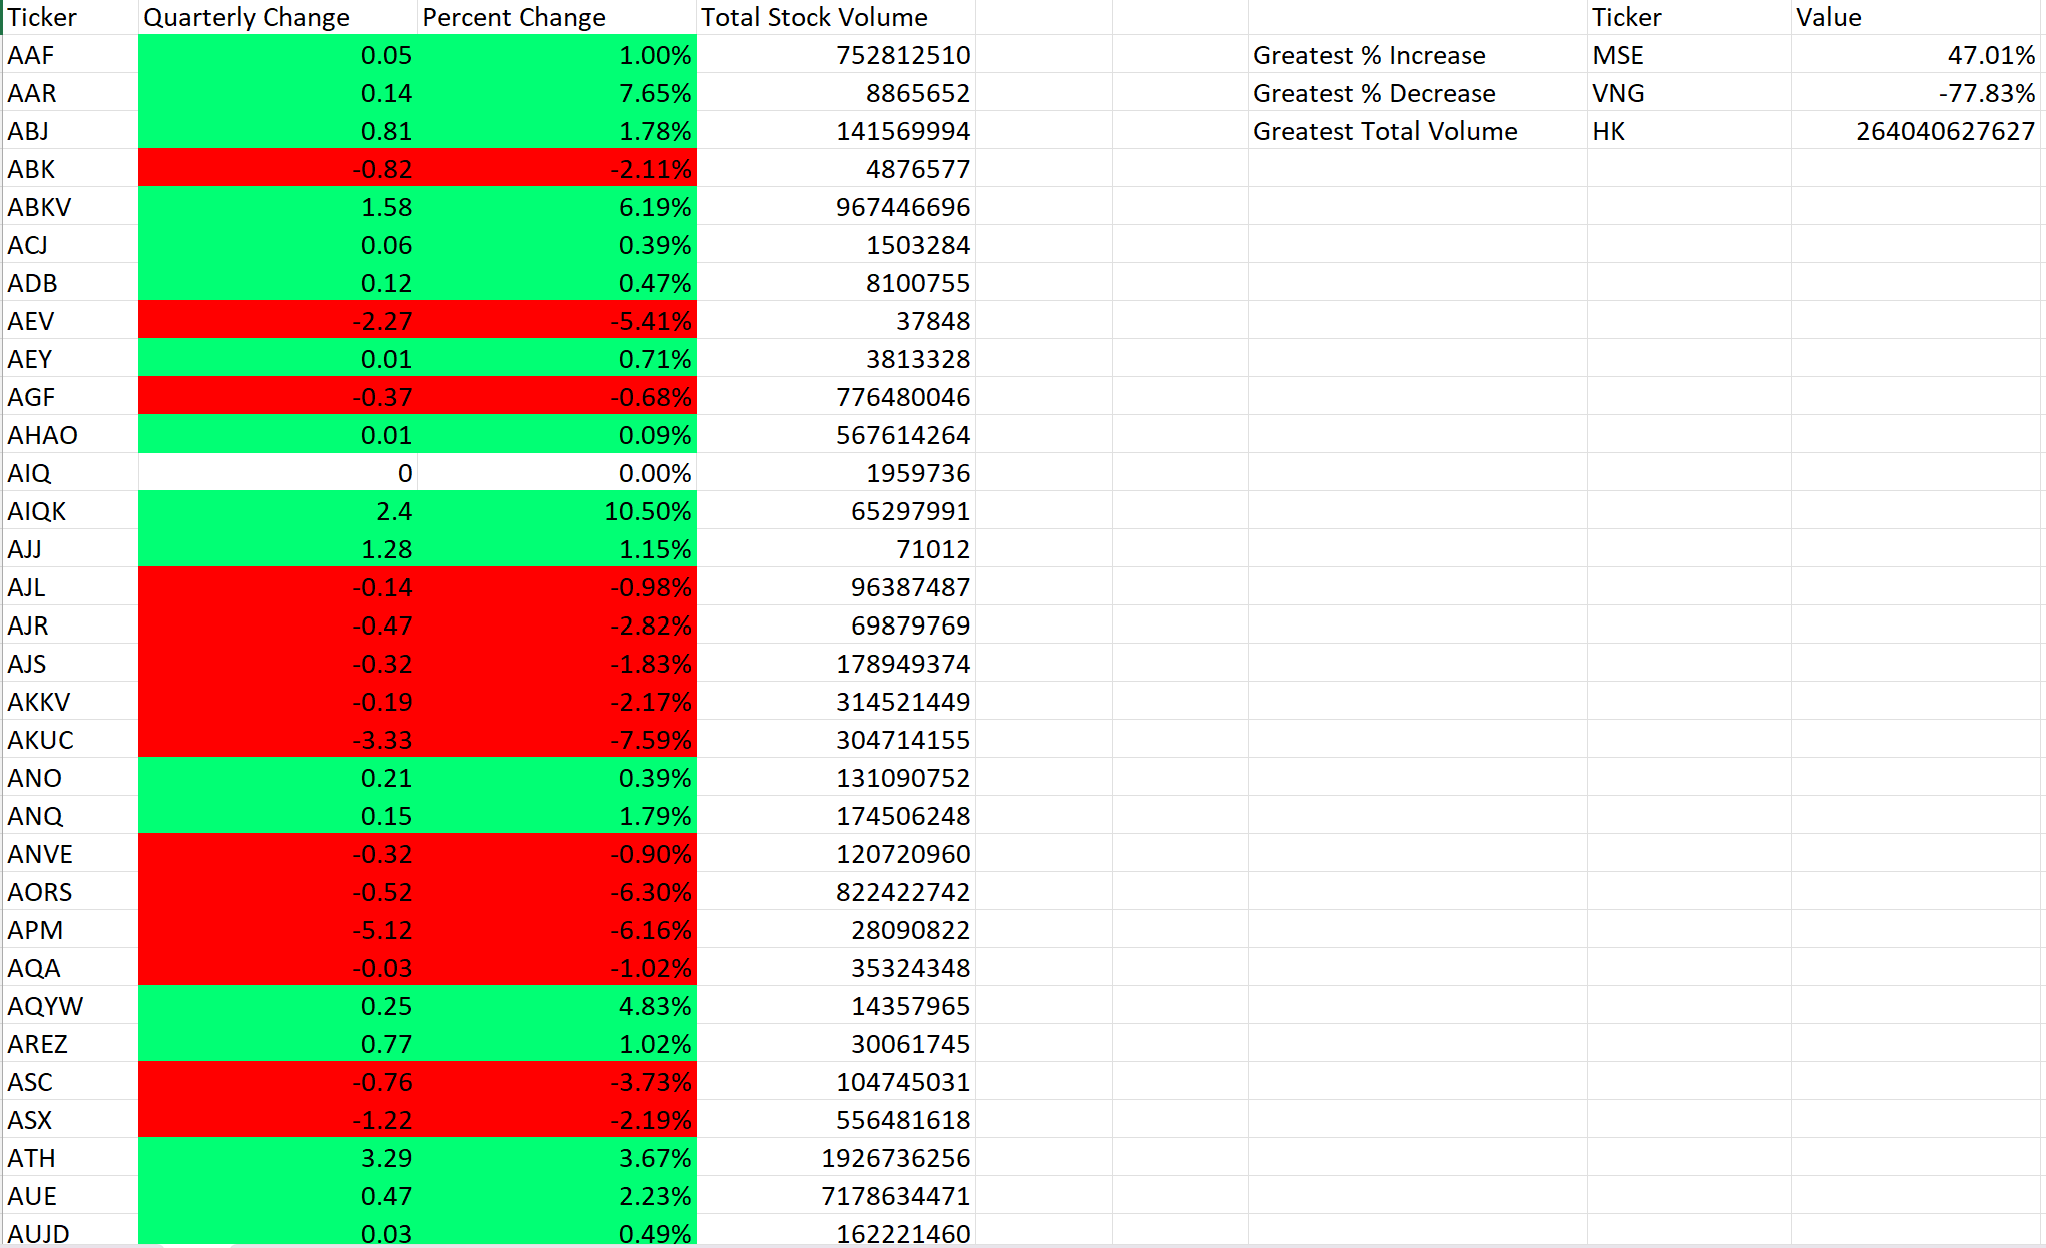 Ticker Quarterly Change Percent Change Total Stock Volume Ticker Value
AAF 0.05 1.00% 752812510 Greatest % Increase MSE 47.01%
AAR 0.14 7.65% 8865652 Greatest % Decrease VNG -77.83%
ABJ 0.81 1.78% 141569994 Greatest Total Volume HK 264040627627
ABK -0.82 -2.11% 4876577
ABKV 1.58 6.19% 967446696
ACJ 0.06 0.39% 1503284
ADB 0.12 0.47% 8100755
AEV -2.27 -5.41% 37848
AEY 0.01 0.71% 3813328
AGF -0.37 -0.68% 776480046
AHAO 0.01 0.09% 567614264
AIQ 0 0.00% 1959736
AIQK 2.4 10.50% 65297991
AJJ 1.28 1.15% 71012
AJL -0.14 -0.98% 96387487
AJR -0.47 -2.82% 69879769
AJS -0.32 -1.83% 178949374
AKKV -0.19 -2.17% 314521449
AKUC -3.33 -7.59% 304714155
ANO 0.21 0.39% 131090752
ANQ 0.15 1.79% 174506248
ANVE -0.32 -0.90% 120720960
AORS -0.52 -6.30% 822422742
APM -5.12 -6.16% 28090822
AQA -0.03 -1.02% 35324348
AQYW 0.25 4.83% 14357965
AREZ 0.77 1.02% 30061745
ASC -0.76 -3.73% 104745031
ASX -1.22 -2.19% 556481618
ATH 3.29 3.67% 1926736256
AUE 0.47 2.23% 7178634471
AUJD 0.03 0.49% 162221460